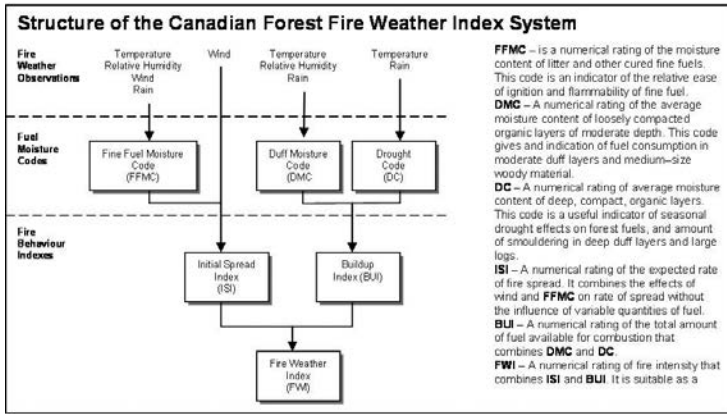 Structure of the Canadian Forest Fire Weather Index System
Fire
Weather
Observations
Temperature
Relative Humidity
Wind
Rain
Wind
Temperature
Relative Humidity
Rain
Temperature
Rain
Fuel
Moisture
Codes
Fine Fuel Moisture
Code
(FFMC)
Duff Moisture
Code
(DMC
Drought
Code
(DC)
Fire
Behaviour
Indexes
Initial Spread
Index
(ISI)
Buildup
Index (BUI)
Fire Weather
Index
(FWI)
FFMC – is a numerical rating of the moisture
content of litter and other cured fine fuels.
This code is an indicator of the relative ease
of ignition and flammability of fine fuel.
DMC – A numerical rating of the average
moisture content of loosely compacted
organic layers of moderate depth. This code
gives and indication of fuel consumption in
moderate duff layers and medium–size
woody material.
DC – A numerical rating of average moisture
content of deep, compact, organic layers.
This code is a useful indicator of seasonal
drought effects on forest fuels, and amount
of smouldering in deep duff layers and large
logs.
ISI – A numerical rating of the expected rate
of fire spread. It combines the effects of
wind and FFMC on rate of spread without
the influence of variable quantities of fuel.
BUI – A numerical rating of the total amount
of fuel available for combustion that
combines DMC and DC.
FWI – A numerical rating of fire intensity that
combines ISI and BUI. It is suitable as a